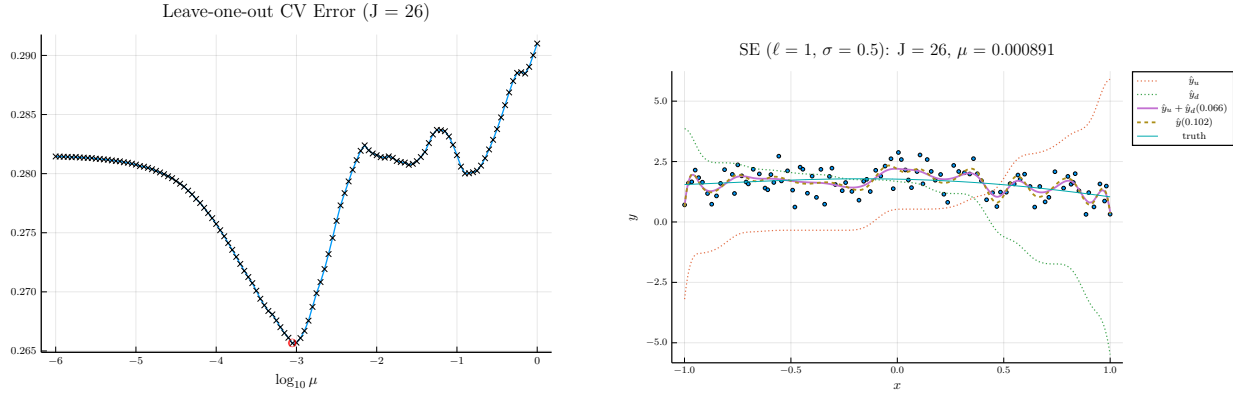 Leave-one-out CV Error (J = 26)
0.290
0.285
0.280
0.275
0.270
0.265
−6
−5
−4
−3
−2
−1
0
log₁₀ μ
SE (ℓ = 1, σ = 0.5): J = 26, μ = 0.000891
5.0
2.5
0.0
−2.5
−5.0
y
−1.0
−0.5
0.0
0.5
1.0
x
ŷᵤ
ŷ_d
ŷᵤ + ŷ_d(0.066)
ŷ(0.102)
truth